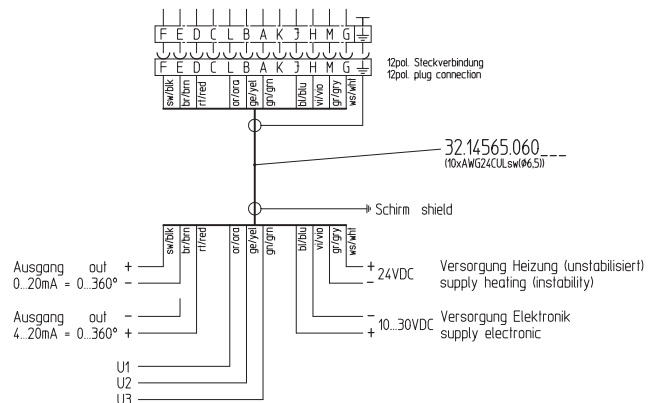 F E D C L B A K J H M G
F E D C L B A K J H M G
12pol. Steckverbindung
12pol. plug connection
sw/blk br/brn rt/red or/ora ge/yel gn/grn bl/blu vi/vio gr/gry ws/whl
32.14565.060___
(10xAWG24CULsw(ø6,5))
Schirm shield
sw/blk br/brn rt/red or/ora ge/yel gn/grn bl/blu vi/vio gr/gry ws/whl
Ausgang out +
0...20mA = 0...360° -
+ 24VDC Versorgung Heizung (unstabilisiert)
- supply heating (instability)
Ausgang out -
4...20mA = 0...360° +
- 10...30VDC Versorgung Elektronik
+ supply electronic
U1
U2
U3